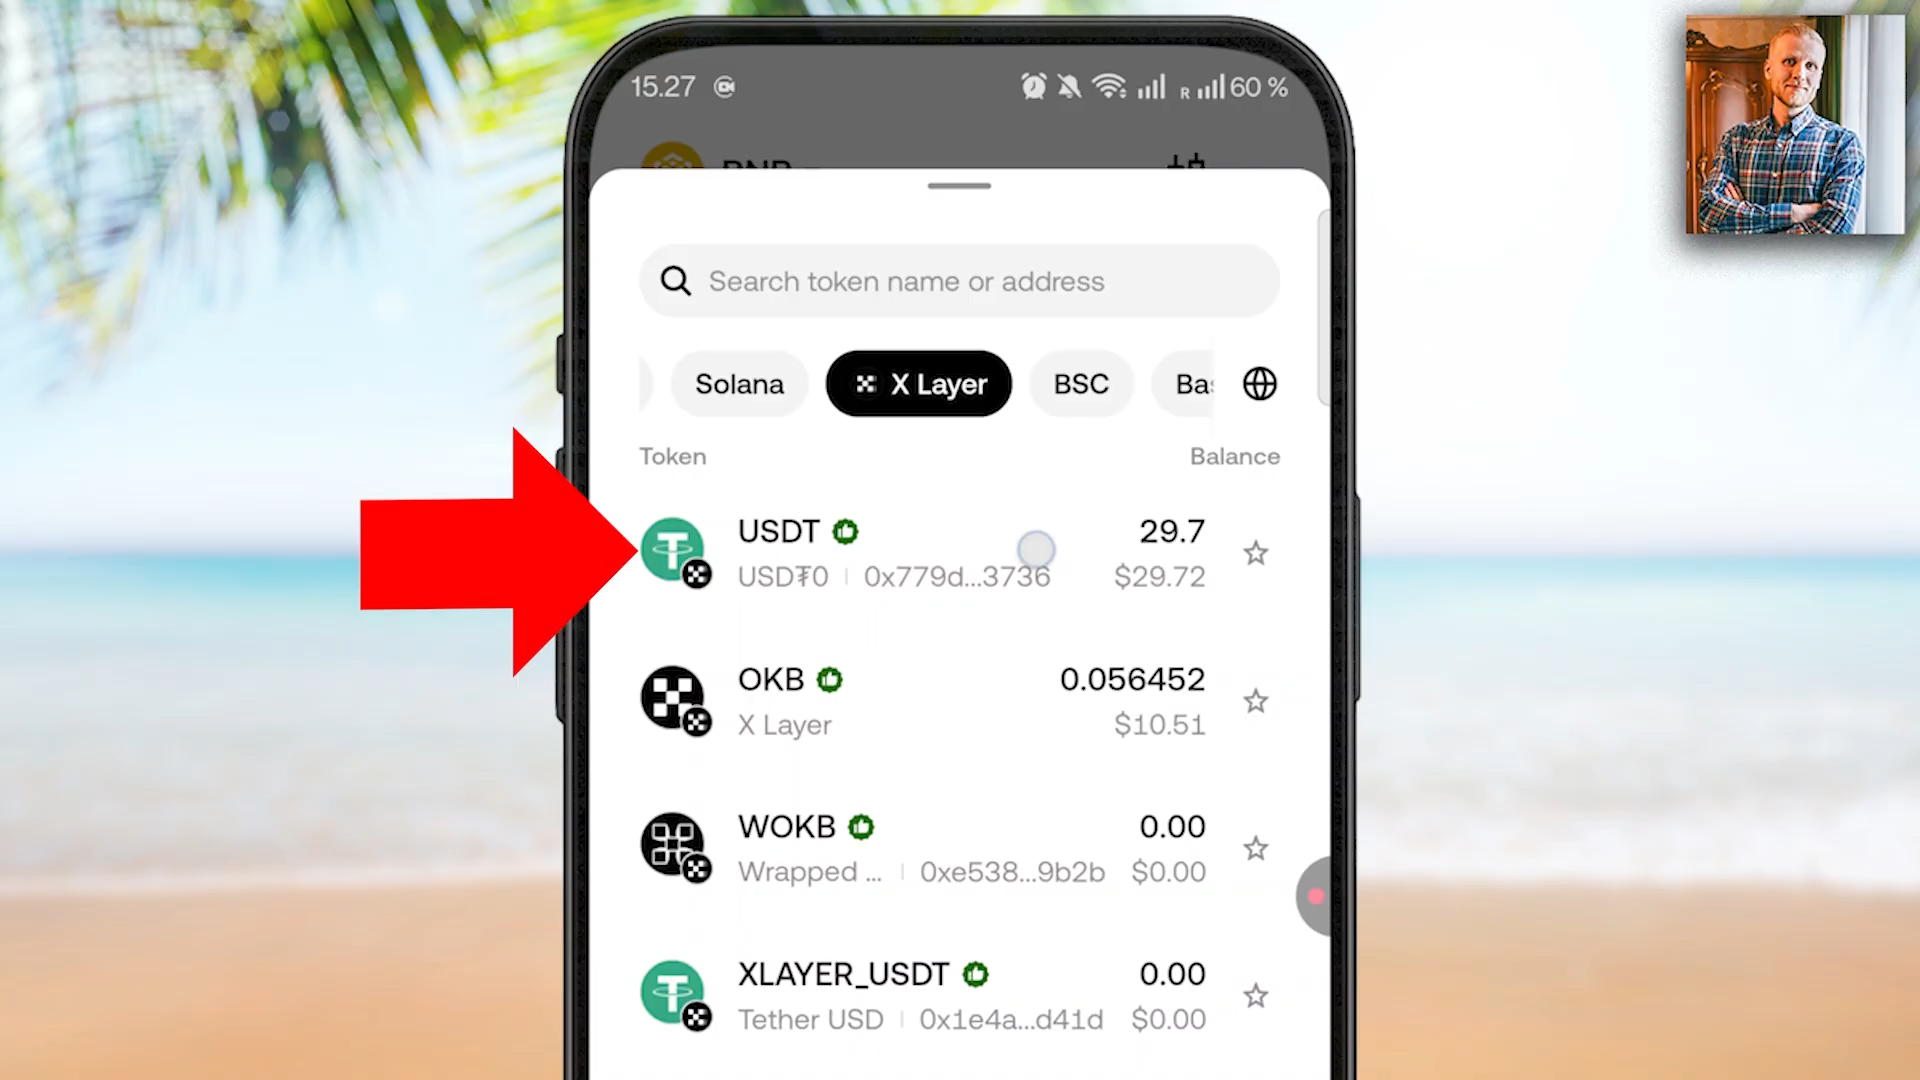 15.27
R 60 %
BNB
Search token name or address
Solana
X Layer
BSC
Bas
Token
Balance
USDT
29.7
USD₮0 | 0x779d...3736
$29.72
OKB
0.056452
X Layer
$10.51
WOKB
0.00
Wrapped ... | 0xe538...9b2b
$0.00
XLAYER_USDT
0.00
Tether USD | 0x1e4a...d41d
$0.00